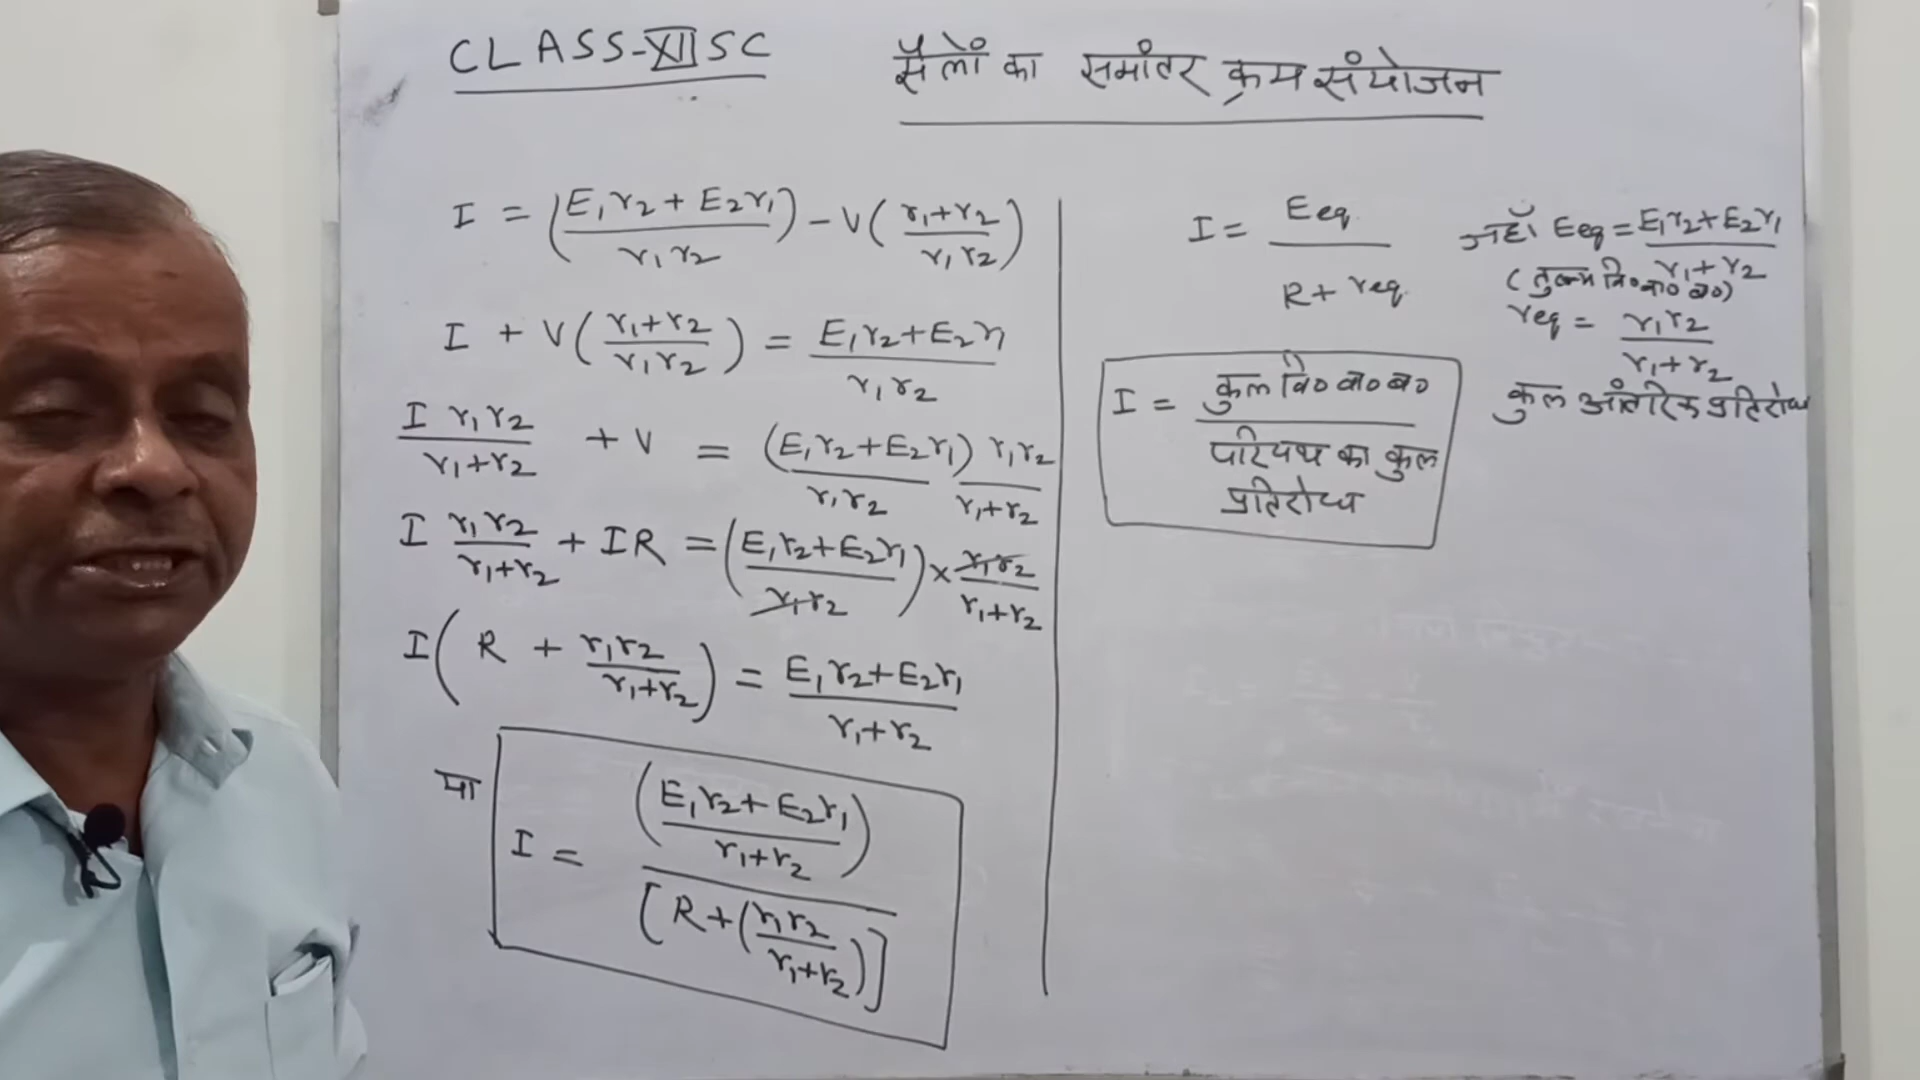 CLASS-XII SC
सैलों का समांतर क्रम संयोजन
I = (E₁r₂ + E₂r₁ / r₁r₂) - V(r₁+r₂ / r₁r₂)
I + V(r₁+r₂ / r₁r₂) = E₁r₂+E₂r₁ / r₁r₂
I r₁r₂ / r₁+r₂ + V = (E₁r₂+E₂r₁) / r₁r₂ r₁r₂ / r₁+r₂
I r₁r₂ / r₁+r₂ + IR = (E₁r₂+E₂r₁ / r₁r₂) × r₁r₂ / r₁+r₂
I(R + r₁r₂ / r₁+r₂) = E₁r₂+E₂r₁ / r₁+r₂
या
I = (E₁r₂+E₂r₁ / r₁+r₂) / [R+(r₁r₂ / r₁+r₂)]
I = Eeq / R + req
जहाँ Eeq = E₁r₂+E₂r₁ / r₁+r₂
(तुल्य वि०वा०ब०)
req = r₁r₂ / r₁+r₂
कुल आंतरिक प्रतिरोध
I = कुल वि० वा० ब० / परिपथ का कुल
प्रतिरोध